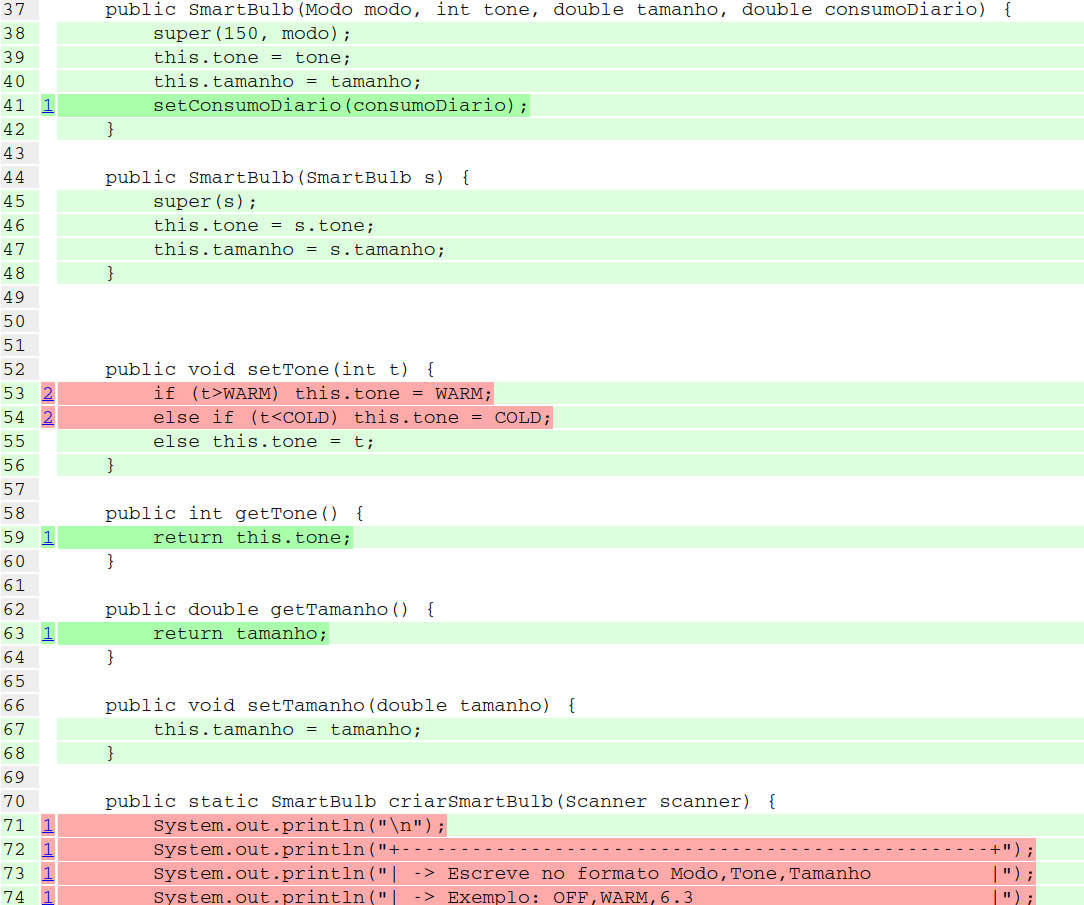 37 public SmartBulb(Modo modo, int tone, double tamanho, double consumoDiario) {
38 super(150, modo);
39 this.tone = tone;
40 this.tamanho = tamanho;
41 1 setConsumoDiario(consumoDiario);
42 }
43
44 public SmartBulb(SmartBulb s) {
45 super(s);
46 this.tone = s.tone;
47 this.tamanho = s.tamanho;
48 }
49
50
51
52 public void setTone(int t) {
53 2 if (t>WARM) this.tone = WARM;
54 2 else if (t<COLD) this.tone = COLD;
55 else this.tone = t;
56 }
57
58 public int getTone() {
59 1 return this.tone;
60 }
61
62 public double getTamanho() {
63 1 return tamanho;
64 }
65
66 public void setTamanho(double tamanho) {
67 this.tamanho = tamanho;
68 }
69
70 public static SmartBulb criarSmartBulb(Scanner scanner) {
71 1 System.out.println("\n");
72 1 System.out.println("+--------------------------------------------------+");
73 1 System.out.println("| -> Escreve no formato Modo,Tone,Tamanho          |");
74 1 System.out.println("| -> Exemplo: OFF,WARM,6.3                         |");